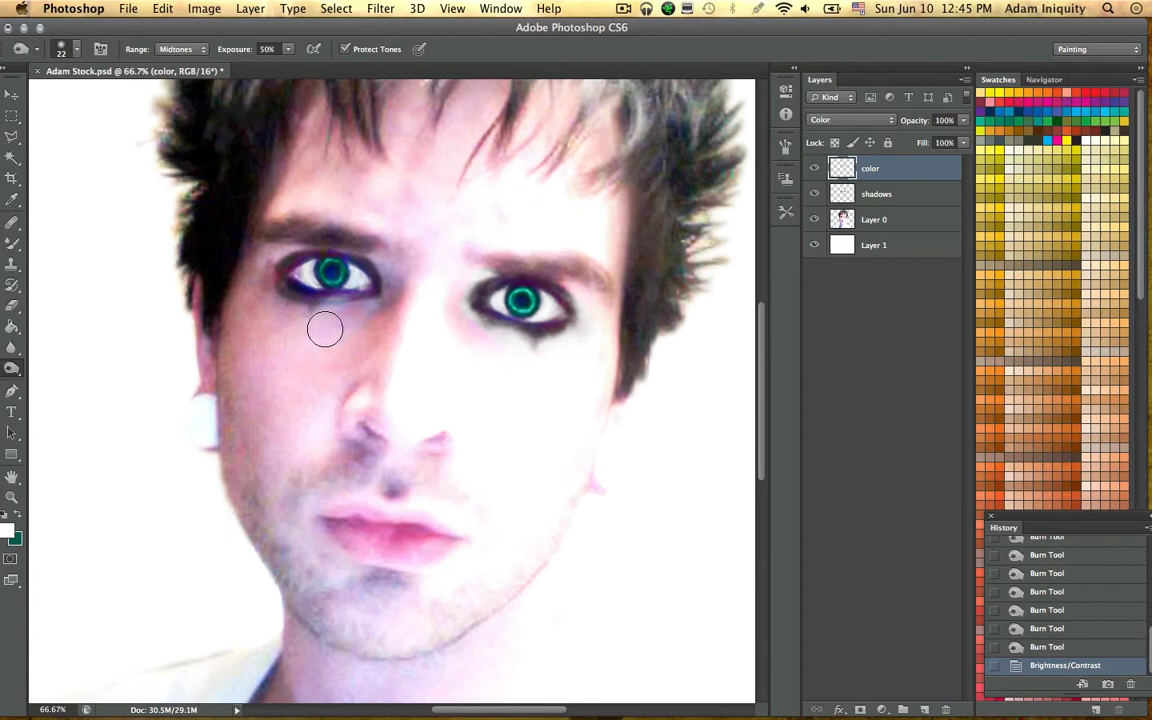 Photoshop File Edit Image Layer Type Select Filter 3D View Window Help Sun Jun 10 12:45 PM Adam Iniquity
Adobe Photoshop CS6
22 Range: Midtones Exposure: 50% Protect Tones Painting
Adam Stock.psd @ 66.7% (color, RGB/16*) *
Layers
Swatches Navigator
Kind
Color Opacity: 100%
Lock: Fill: 100%
color
shadows
Layer 0
Layer 1
History
Burn Tool
Burn Tool
Burn Tool
Burn Tool
Burn Tool
Burn Tool
Burn Tool
Brightness/Contrast
66.67% Doc: 30.5M/29.1M